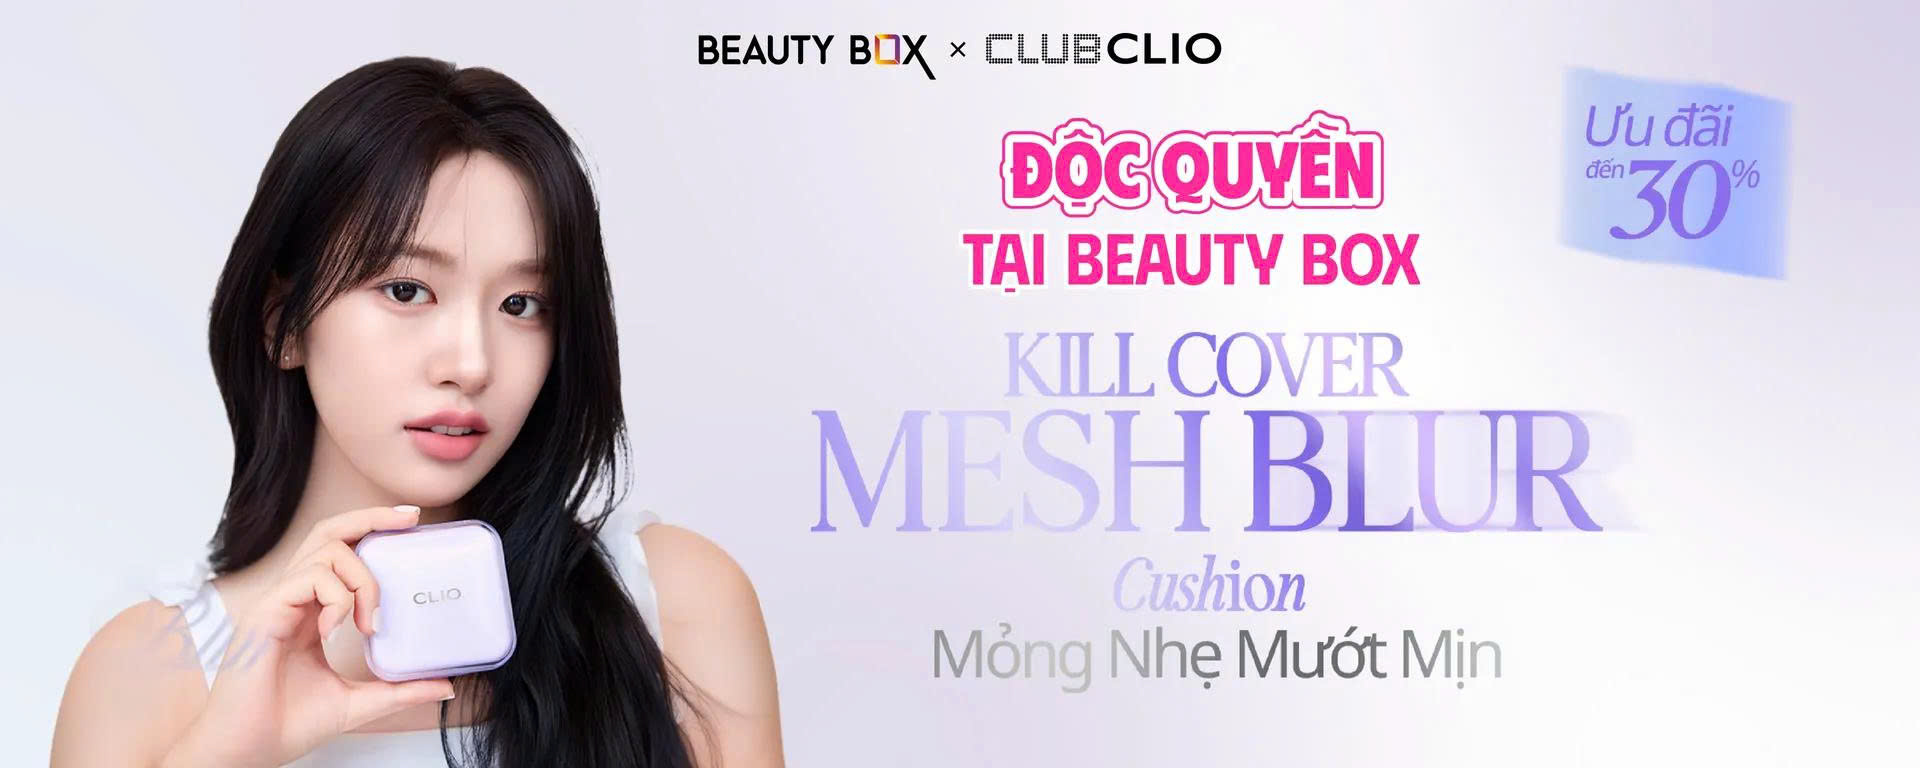 BEAUTY BOX × CLUBCLIO
ĐỘC QUYỀN
TẠI BEAUTY BOX
Ưu đãi
đến 30%
KILL COVER
MESH BLUR
Cushion
Mỏng Nhẹ Mướt Mịn
CLIO
Blur